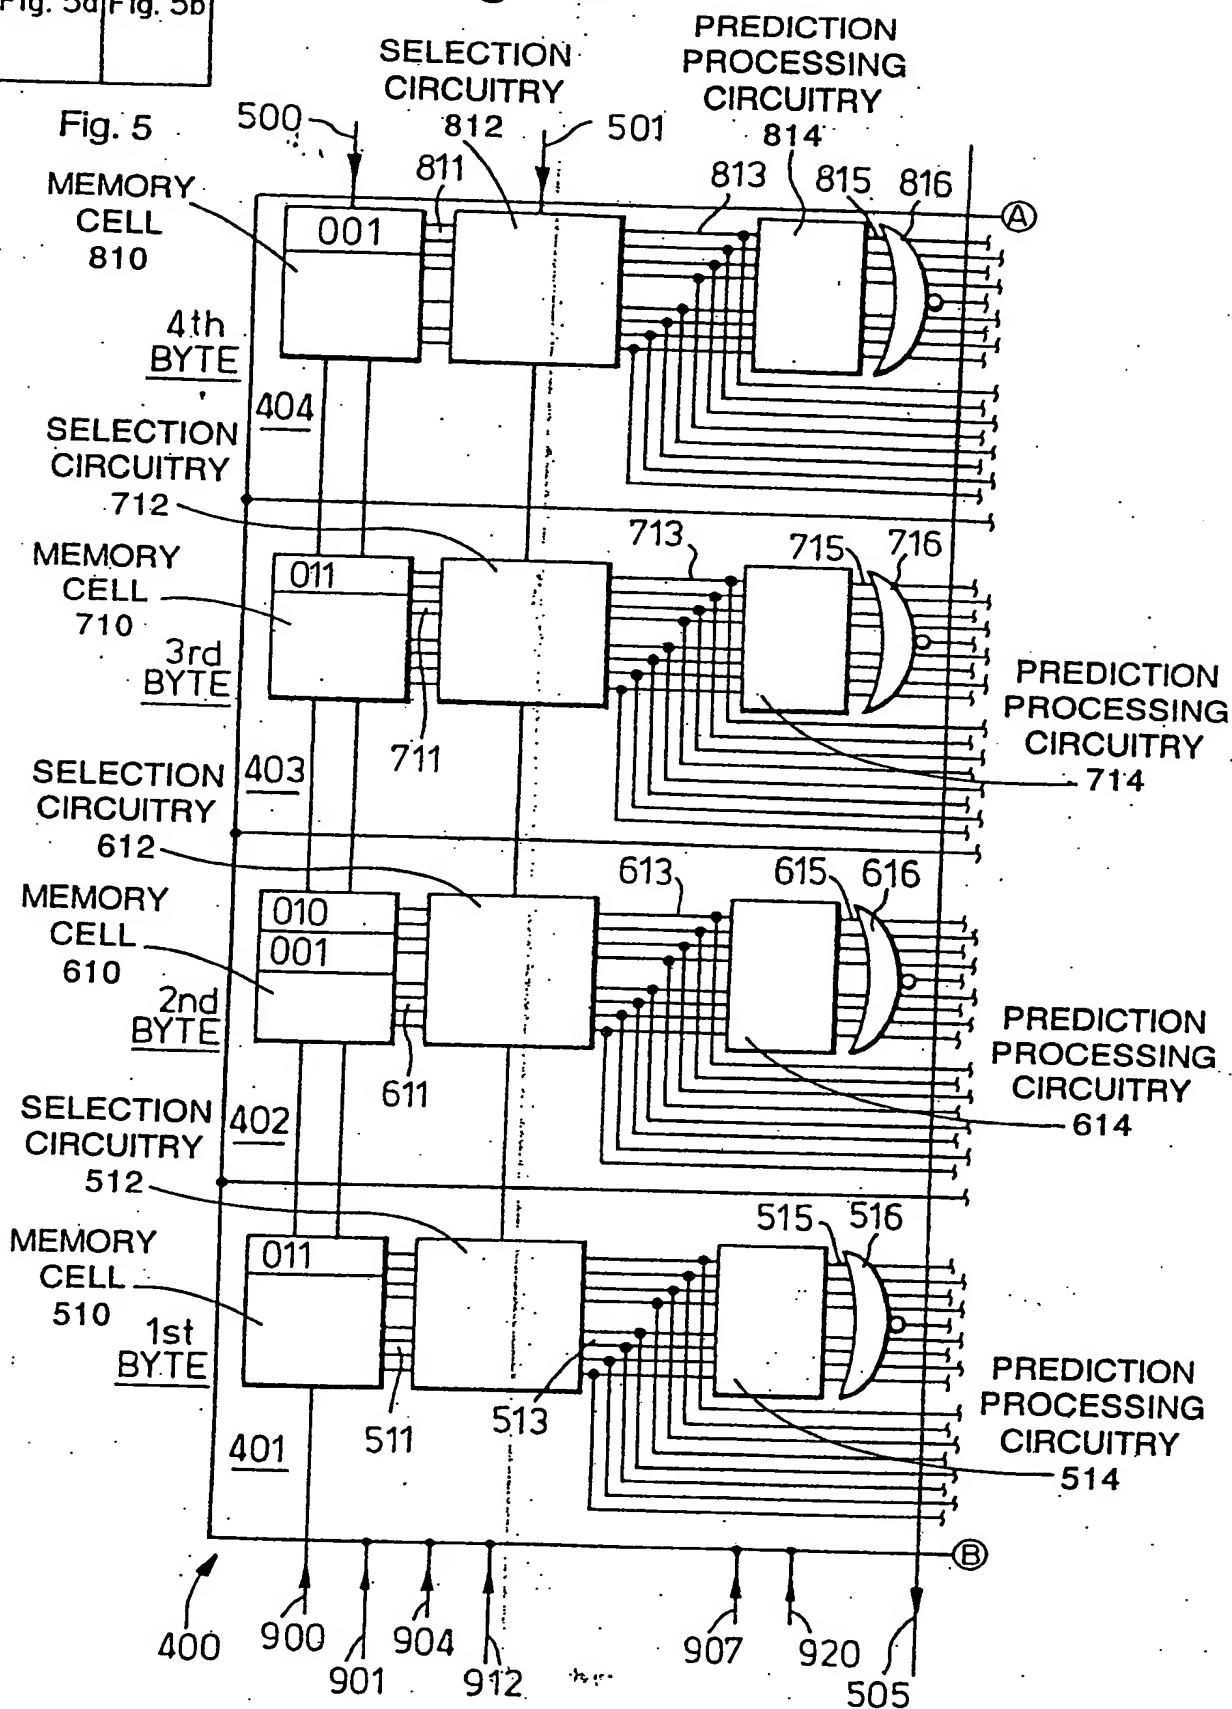 Fig. 5a Fig. 5b
Fig. 5
500
SELECTION
CIRCUITRY
812
501
PREDICTION
PROCESSING
CIRCUITRY
814
MEMORY
CELL
810
811
813
815
816
A
001
4th
BYTE
404
SELECTION
CIRCUITRY
712
MEMORY
CELL
710
011
713
715
716
3rd
BYTE
711
PREDICTION
PROCESSING
CIRCUITRY
714
403
SELECTION
CIRCUITRY
612
MEMORY
CELL
610
010
001
613
615
616
2nd
BYTE
611
PREDICTION
PROCESSING
CIRCUITRY
614
402
SELECTION
CIRCUITRY
512
MEMORY
CELL
510
011
515
516
1st
BYTE
511
513
PREDICTION
PROCESSING
CIRCUITRY
514
401
B
400
900
901
904
912
907
920
505